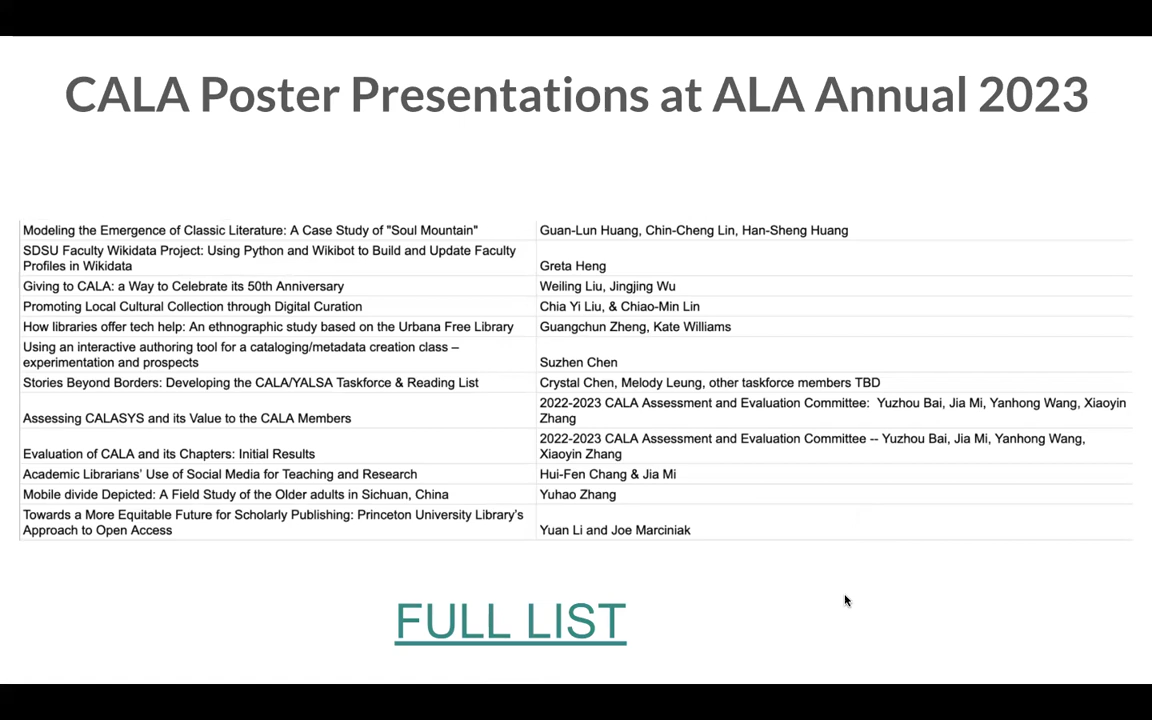 CALA Poster Presentations at ALA Annual 2023
Modeling the Emergence of Classic Literature: A Case Study of "Soul Mountain"
Guan-Lun Huang, Chin-Cheng Lin, Han-Sheng Huang
SDSU Faculty Wikidata Project: Using Python and Wikibot to Build and Update Faculty
Profiles in Wikidata
Greta Heng
Giving to CALA: a Way to Celebrate its 50th Anniversary
Weiling Liu, Jingjing Wu
Promoting Local Cultural Collection through Digital Curation
Chia Yi Liu, & Chiao-Min Lin
How libraries offer tech help: An ethnographic study based on the Urbana Free Library
Guangchun Zheng, Kate Williams
Using an interactive authoring tool for a cataloging/metadata creation class –
experimentation and prospects
Suzhen Chen
Stories Beyond Borders: Developing the CALA/YALSA Taskforce & Reading List
Crystal Chen, Melody Leung, other taskforce members TBD
Assessing CALASYS and its Value to the CALA Members
2022-2023 CALA Assessment and Evaluation Committee:  Yuzhou Bai, Jia Mi, Yanhong Wang, Xiaoyin
Zhang
Evaluation of CALA and its Chapters: Initial Results
2022-2023 CALA Assessment and Evaluation Committee -- Yuzhou Bai, Jia Mi, Yanhong Wang,
Xiaoyin Zhang
Academic Librarians’ Use of Social Media for Teaching and Research
Hui-Fen Chang & Jia Mi
Mobile divide Depicted: A Field Study of the Older adults in Sichuan, China
Yuhao Zhang
Towards a More Equitable Future for Scholarly Publishing: Princeton University Library’s
Approach to Open Access
Yuan Li and Joe Marciniak
FULL LIST